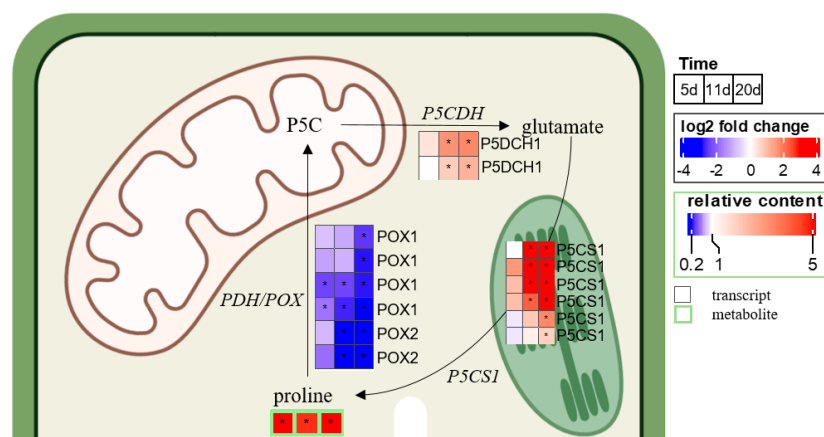 P5CDH
P5C
glutamate
P5DCH1
P5DCH1
POX1
POX1
POX1
POX1
POX2
POX2
PDH/POX
P5CS1
P5CS1
P5CS1
P5CS1
P5CS1
P5CS1
P5CS1
proline
* * *
Time
5d 11d 20d
log2 fold change
-4 -2 0 2 4
relative content
0.2 1 5
transcript
metabolite